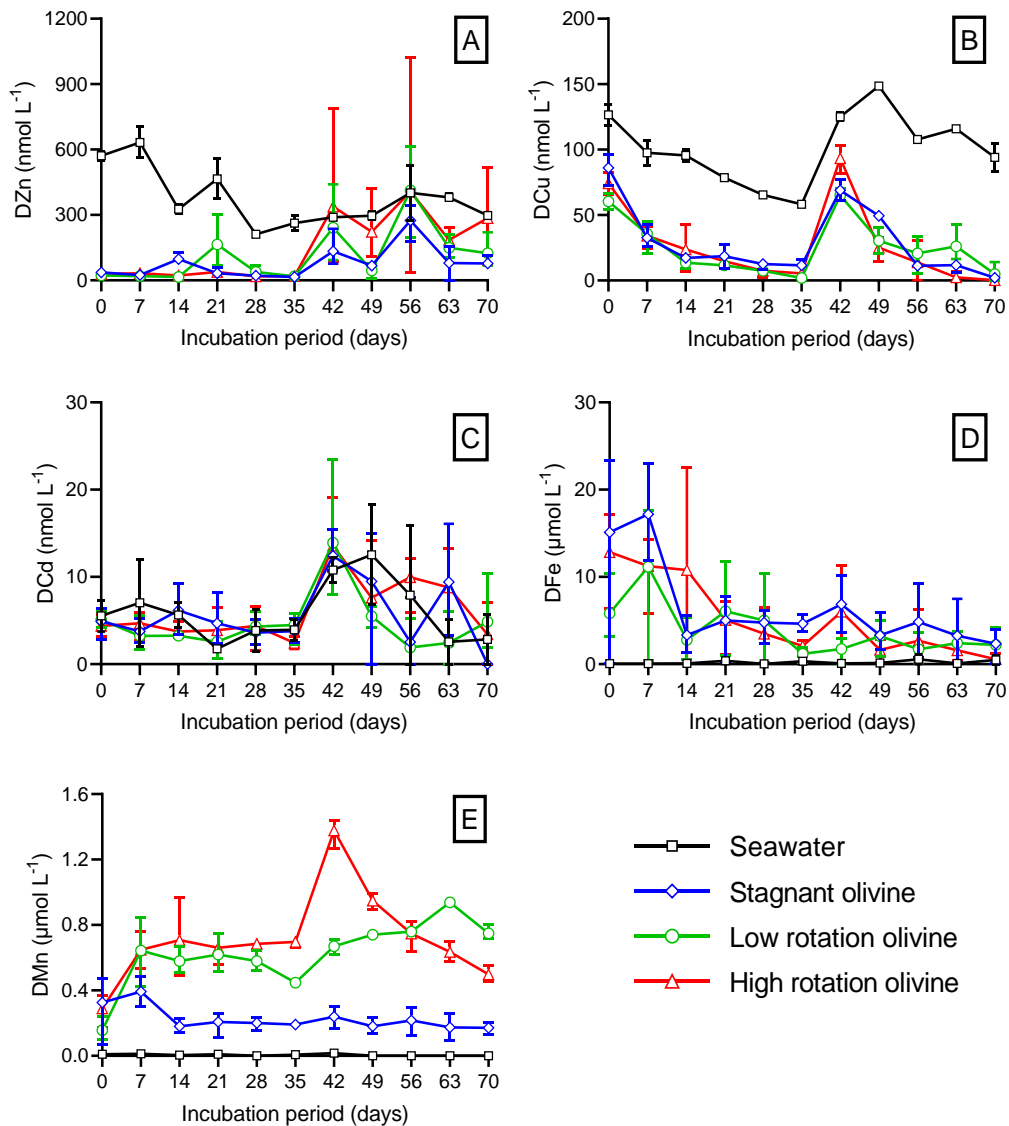 A
DZn (nmol L⁻¹)
1200
900
600
300
0
0 7 14 21 28 35 42 49 56 63 70
Incubation period (days)
B
DCu (nmol L⁻¹)
200
150
100
50
0
0 7 14 21 28 35 42 49 56 63 70
Incubation period (days)
C
DCd (nmol L⁻¹)
30
20
10
0
0 7 14 21 28 35 42 49 56 63 70
Incubation period (days)
D
DFe (µmol L⁻¹)
30
20
10
0
0 7 14 21 28 35 42 49 56 63 70
Incubation period (days)
E
DMn (µmol L⁻¹)
1.6
1.2
0.8
0.4
0.0
0 7 14 21 28 35 42 49 56 63 70
Incubation period (days)
Seawater
Stagnant olivine
Low rotation olivine
High rotation olivine